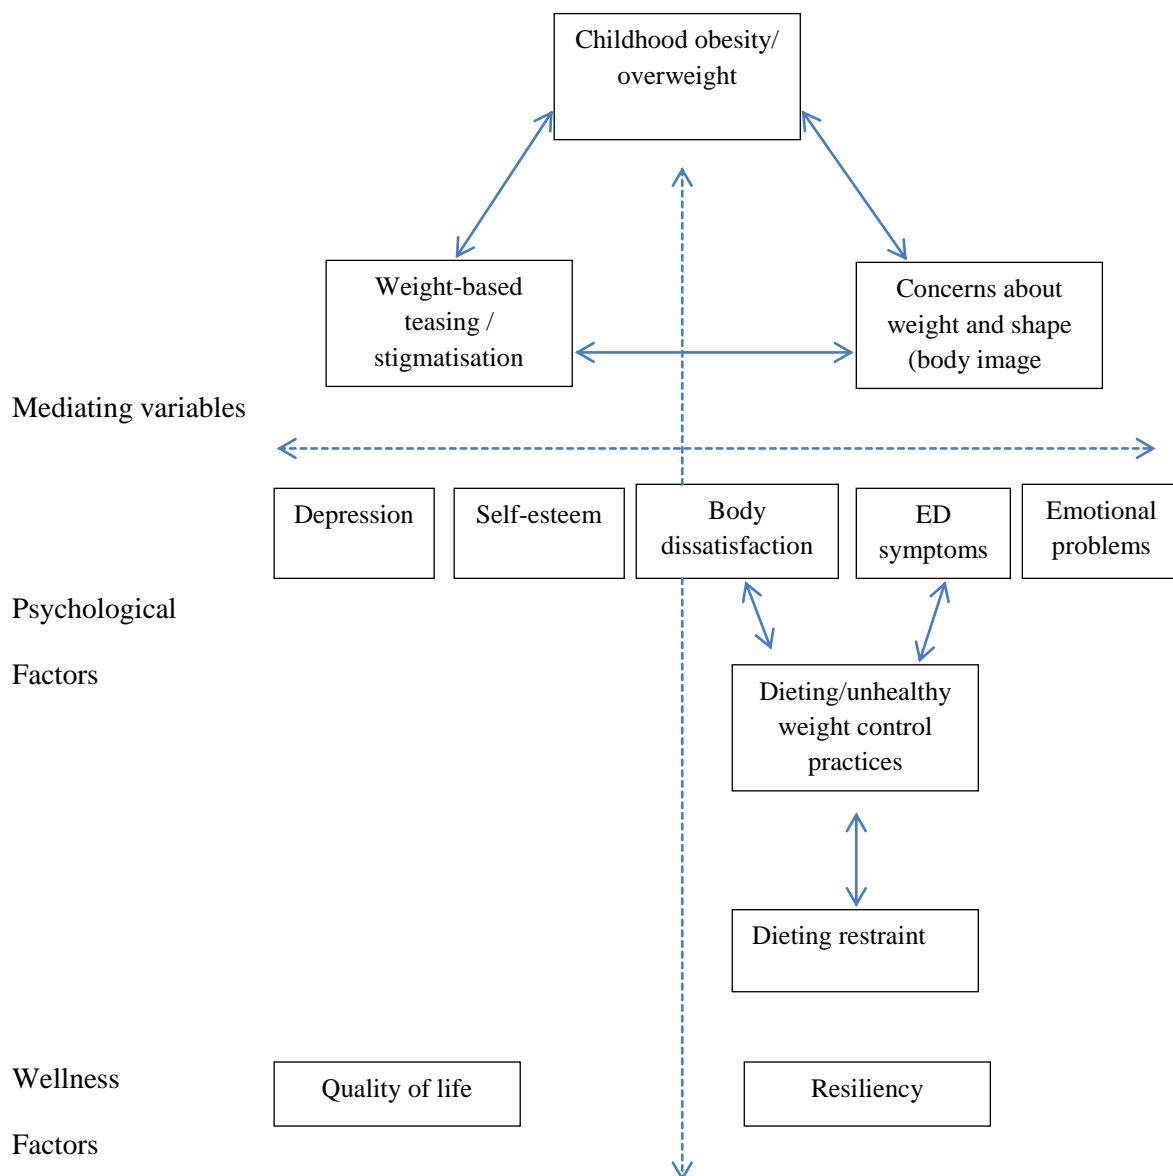 Childhood obesity/
overweight
Weight-based
teasing /
stigmatisation
Concerns about
weight and shape
(body image
Mediating variables
Depression
Self-esteem
Body
dissatisfaction
ED
symptoms
Emotional
problems
Psychological
Factors
Dieting/unhealthy
weight control
practices
Dieting restraint
Wellness
Factors
Quality of life
Resiliency